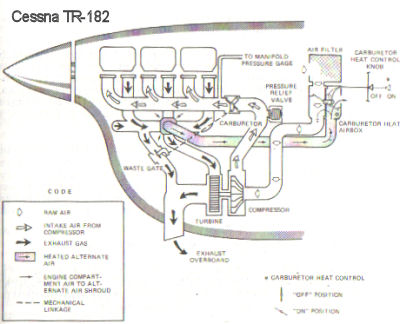 Cessna TR-182
TO MANIFOLD
PRESSURE GAGE
AIR FILTER
CARBURETOR
HEAT CONTROL
KNOB
PRESSURE
RELIEF
VALVE
OFF ON
CARBURETOR
CARBURETOR HEAT
AIRBOX
WASTE GATE
COMPRESSOR
TURBINE
EXHAUST
OVERBOARD
CODE
RAM AIR
INTAKE AIR FROM
COMPRESSOR
EXHAUST GAS
HEATED ALTERNATE
AIR
ENGINE COMPART-
MENT AIR TO ALT-
ERNATE AIR SHROUD
MECHANICAL
LINKAGE
* CARBURETOR HEAT CONTROL
"OFF" POSITION
"ON" POSITION